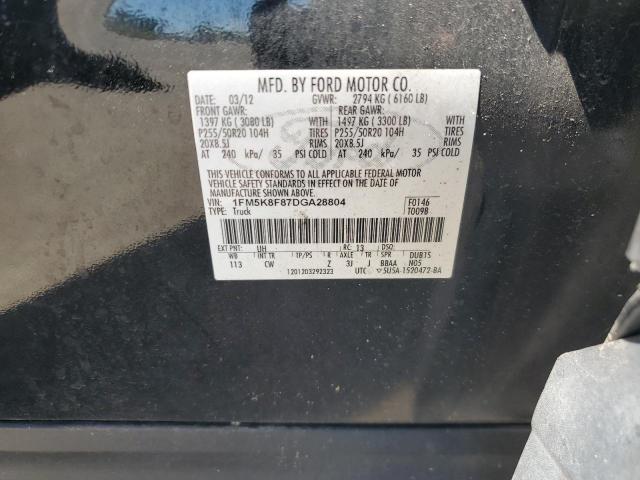 MFD. BY FORD MOTOR CO.
DATE: 03/12 GVWR: 2794 KG ( 6160 LB)
FRONT GAWR: REAR GAWR:
1397 KG ( 3080 LB) 1497 KG ( 3300 LB)
P255/50R20 104H TIRES P255/50R20 104H TIRES
20X8.5J RIMS 20X8.5J RIMS
AT 240 kPa/ 35 PSI COLD AT 240 kPa/ 35 PSI COLD
THIS VEHICLE CONFORMS TO ALL APPLICABLE FEDERAL MOTOR
VEHICLE SAFETY STANDARDS IN EFFECT ON THE DATE OF
MANUFACTURE SHOWN ABOVE.
VIN: 1FM5K8F87DGA28804 F0146
TYPE: Truck T0098
EXT PNT: UH RC: 13 DSO:
WB INT TR TP/PS R AXLE TR SPR DUB1S
113 CW Z 3J J BBAA N05
1201203292323 UTC ▽5U5A-1520472-BA